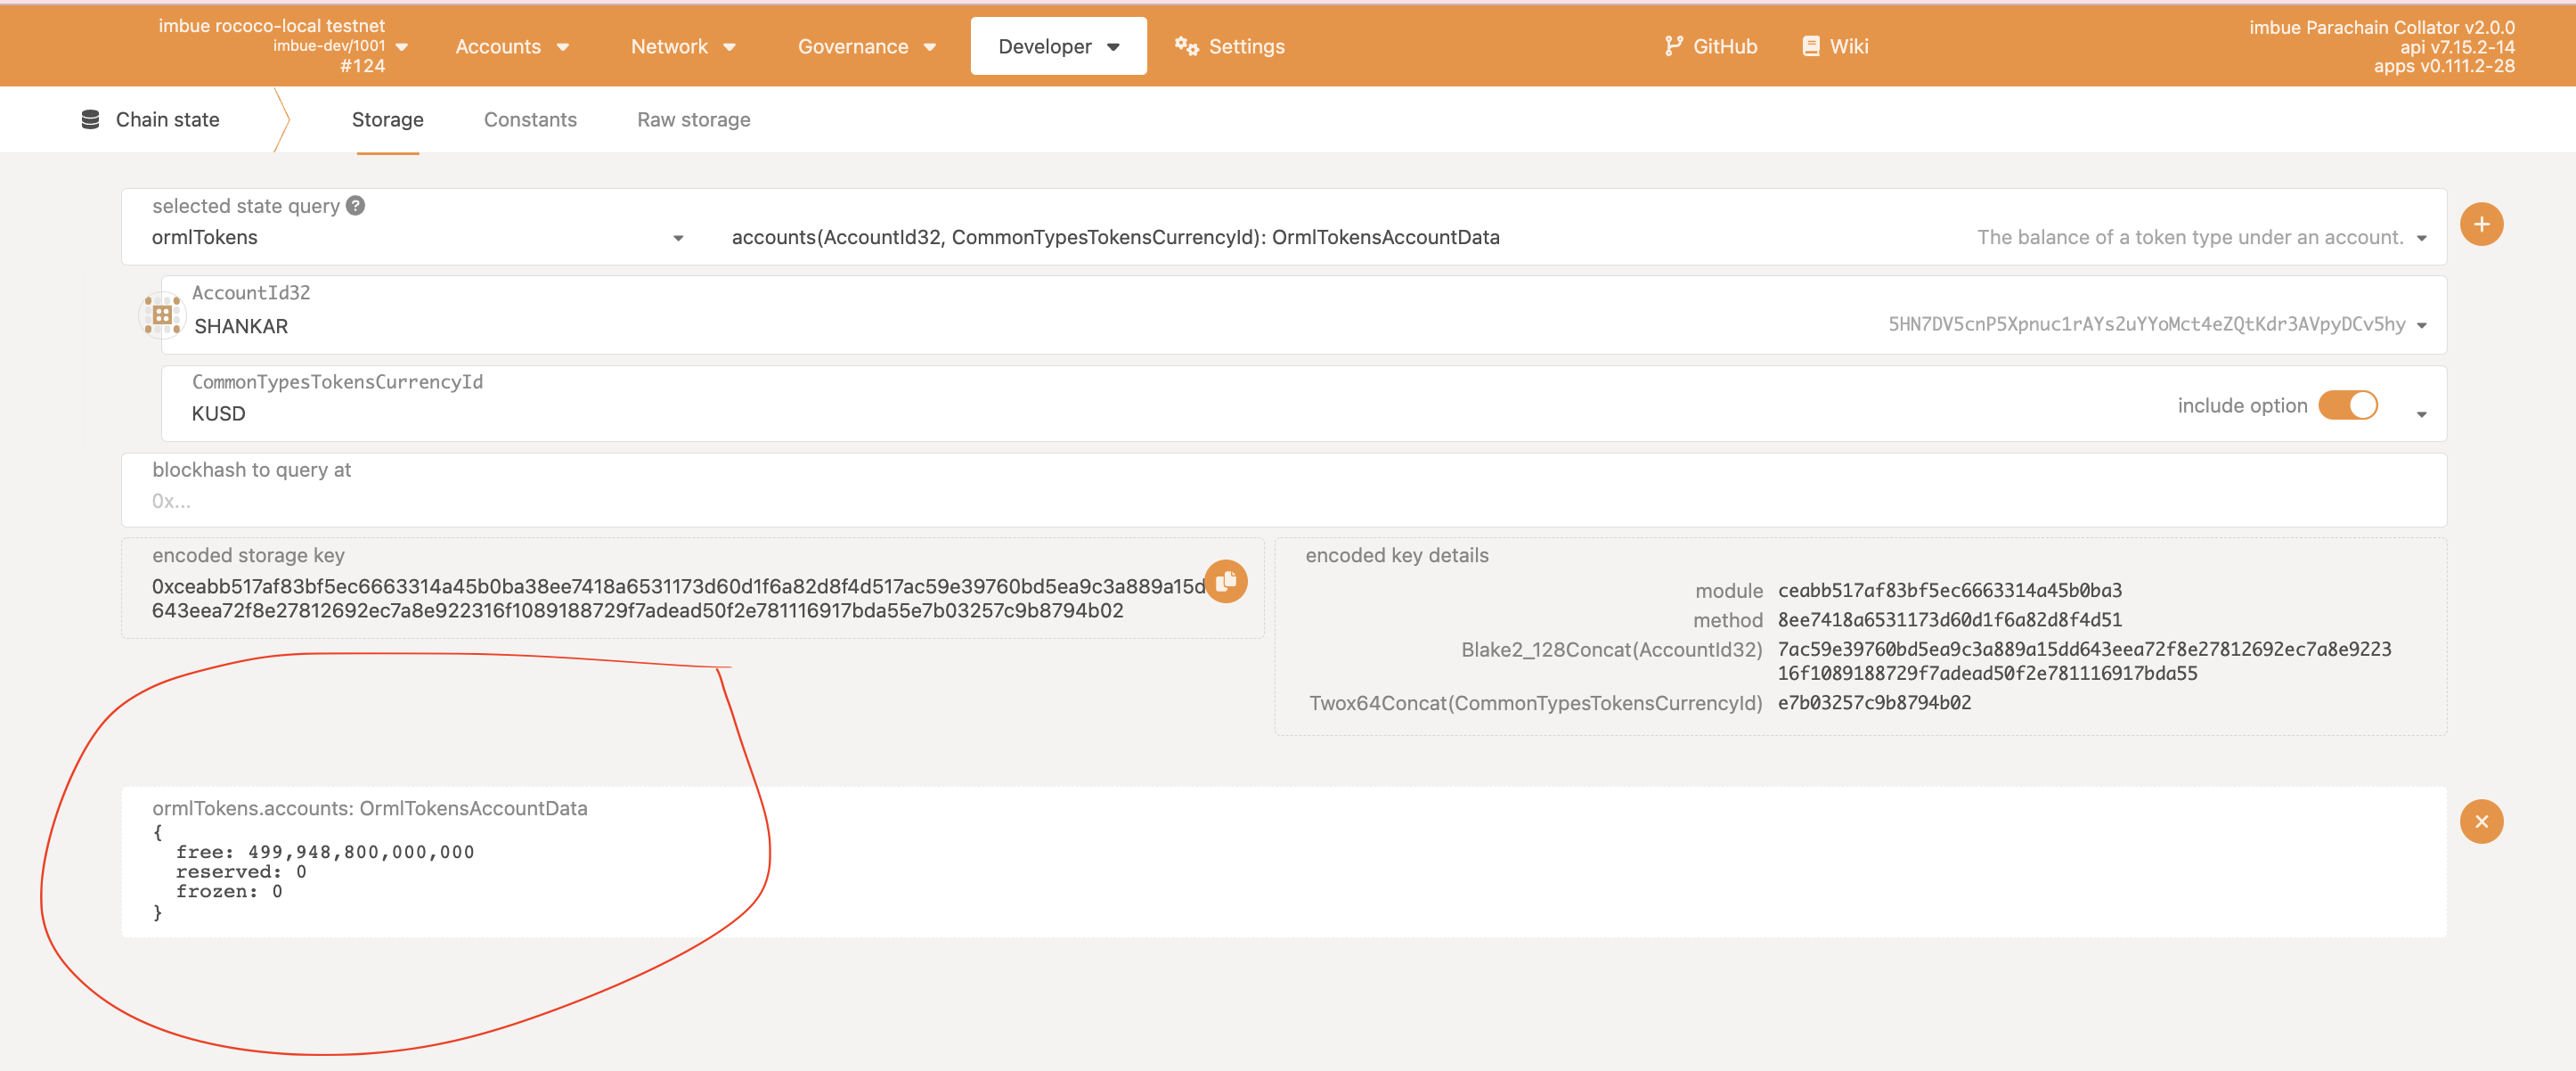 imbue rococo-local testnet
imbue-dev/1001
#124
Accounts
Network
Governance
Developer
Settings
GitHub
Wiki
imbue Parachain Collator v2.0.0
api v7.15.2-14
apps v0.111.2-28
Chain state
Storage
Constants
Raw storage
selected state query ?
ormlTokens
accounts(AccountId32, CommonTypesTokensCurrencyId): OrmlTokensAccountData
The balance of a token type under an account.
AccountId32
SHANKAR
5HN7DV5cnP5Xpnuc1rAYs2uYYoMct4eZQtKdr3AVpyDCv5hy
CommonTypesTokensCurrencyId
KUSD
include option
blockhash to query at
0x...
encoded storage key
0xceabb517af83bf5ec6663314a45b0ba38ee7418a6531173d60d1f6a82d8f4d517ac59e39760bd5ea9c3a889a15d
643eea72f8e27812692ec7a8e922316f1089188729f7adead50f2e781116917bda55e7b03257c9b8794b02
encoded key details
module ceabb517af83bf5ec6663314a45b0ba3
method 8ee7418a6531173d60d1f6a82d8f4d51
Blake2_128Concat(AccountId32) 7ac59e39760bd5ea9c3a889a15dd643eea72f8e27812692ec7a8e9223
16f1089188729f7adead50f2e781116917bda55
Twox64Concat(CommonTypesTokensCurrencyId) e7b03257c9b8794b02
ormlTokens.accounts: OrmlTokensAccountData
{
free: 499,948,800,000,000
reserved: 0
frozen: 0
}